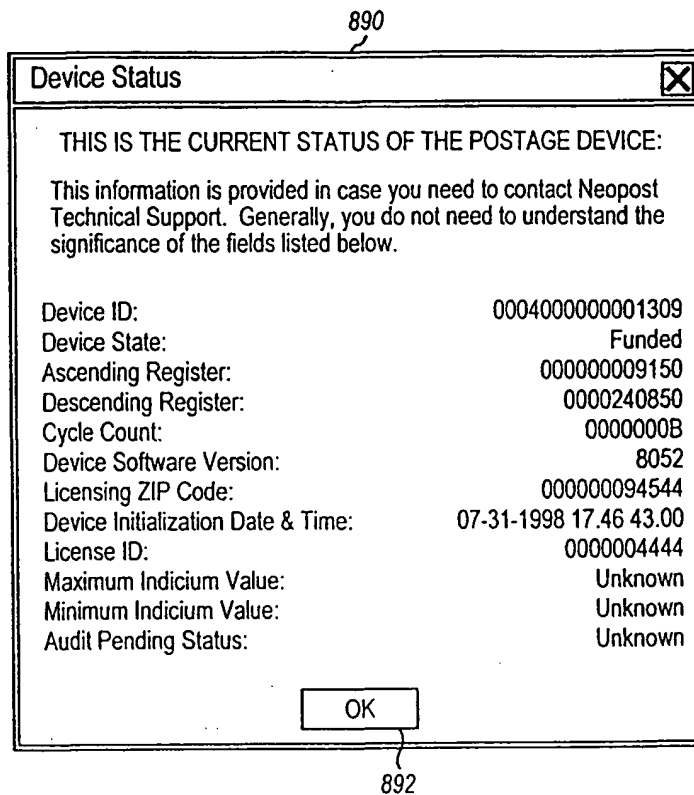 890
Device Status
THIS IS THE CURRENT STATUS OF THE POSTAGE DEVICE:
This information is provided in case you need to contact Neopost
Technical Support. Generally, you do not need to understand the
significance of the fields listed below.
Device ID: 0004000000001309
Device State: Funded
Ascending Register: 000000009150
Descending Register: 0000240850
Cycle Count: 0000000B
Device Software Version: 8052
Licensing ZIP Code: 000000094544
Device Initialization Date & Time: 07-31-1998 17.46 43.00
License ID: 0000004444
Maximum Indicium Value: Unknown
Minimum Indicium Value: Unknown
Audit Pending Status: Unknown
OK
892